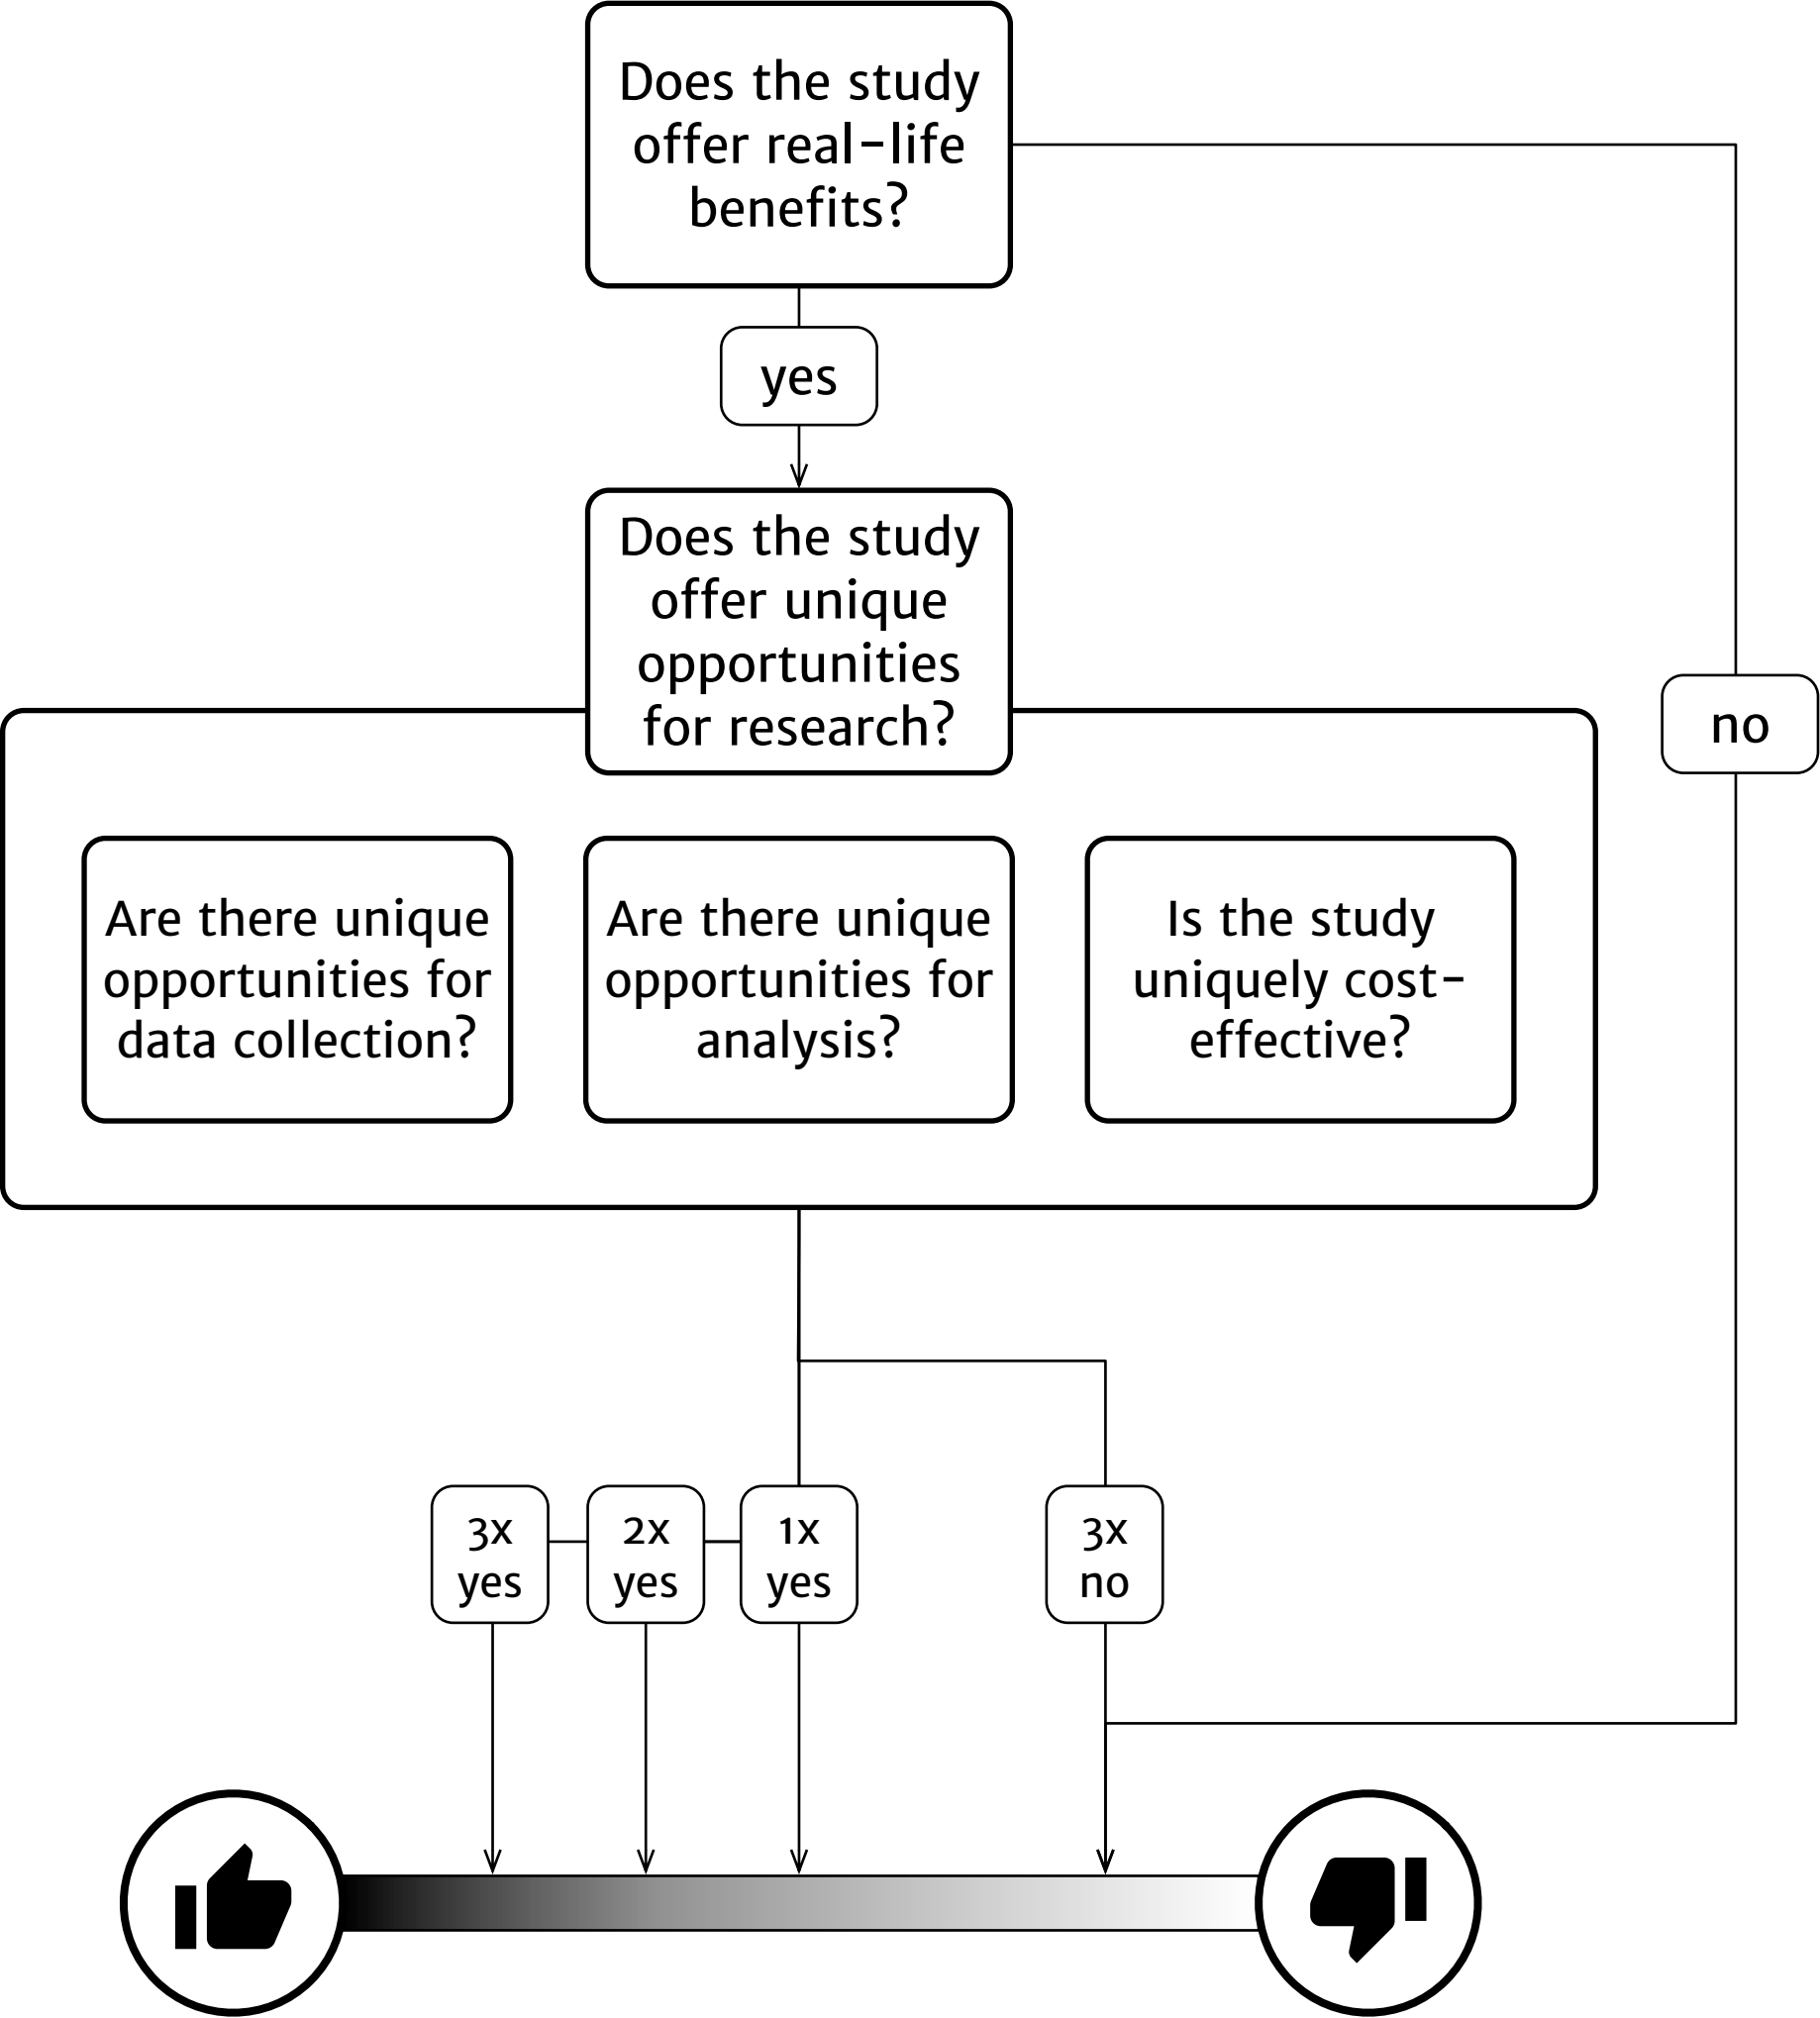 Does the study
offer real-life
benefits?
yes
Does the study
offer unique
opportunities
for research?
no
Are there unique
opportunities for
data collection?
Are there unique
opportunities for
analysis?
Is the study
uniquely cost-
effective?
3x
yes
2x
yes
1x
yes
3x
no